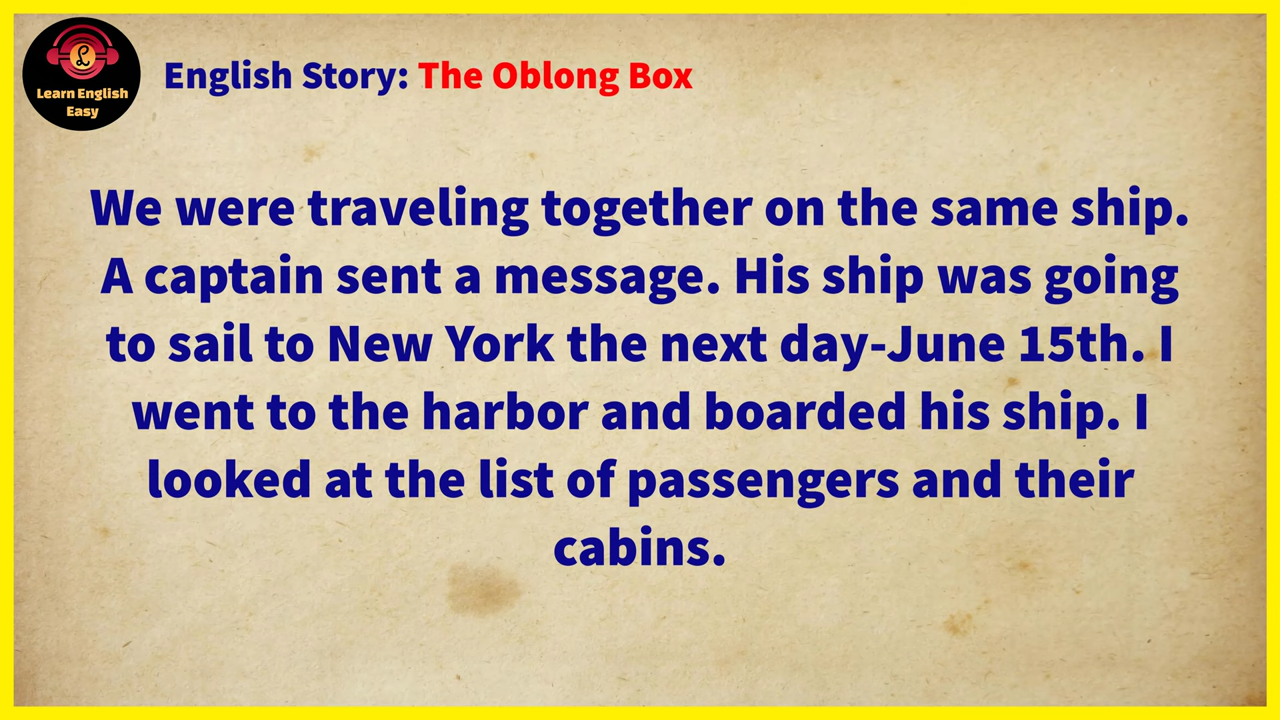 Learn English
Easy
English Story: The Oblong Box
We were traveling together on the same ship.
A captain sent a message. His ship was going
to sail to New York the next day-June 15th. I
went to the harbor and boarded his ship. I
looked at the list of passengers and their
cabins.